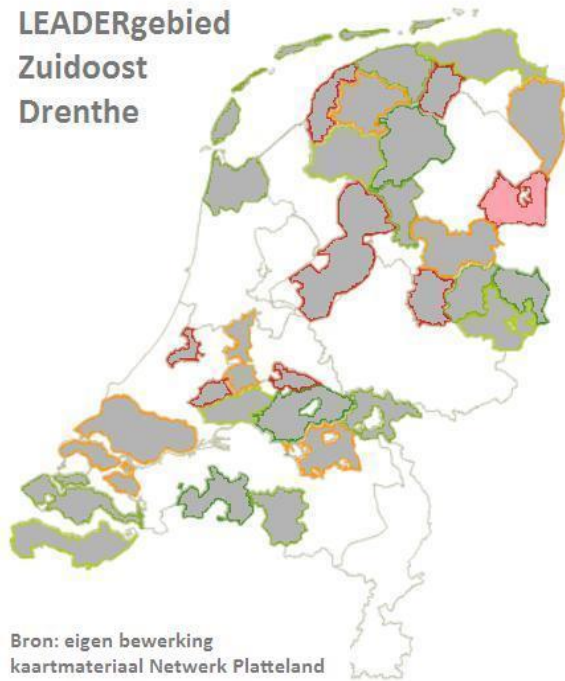 LEADERgebied
Zuidoost
Drenthe
Bron: eigen bewerking
kaartmateriaal Netwerk Platteland